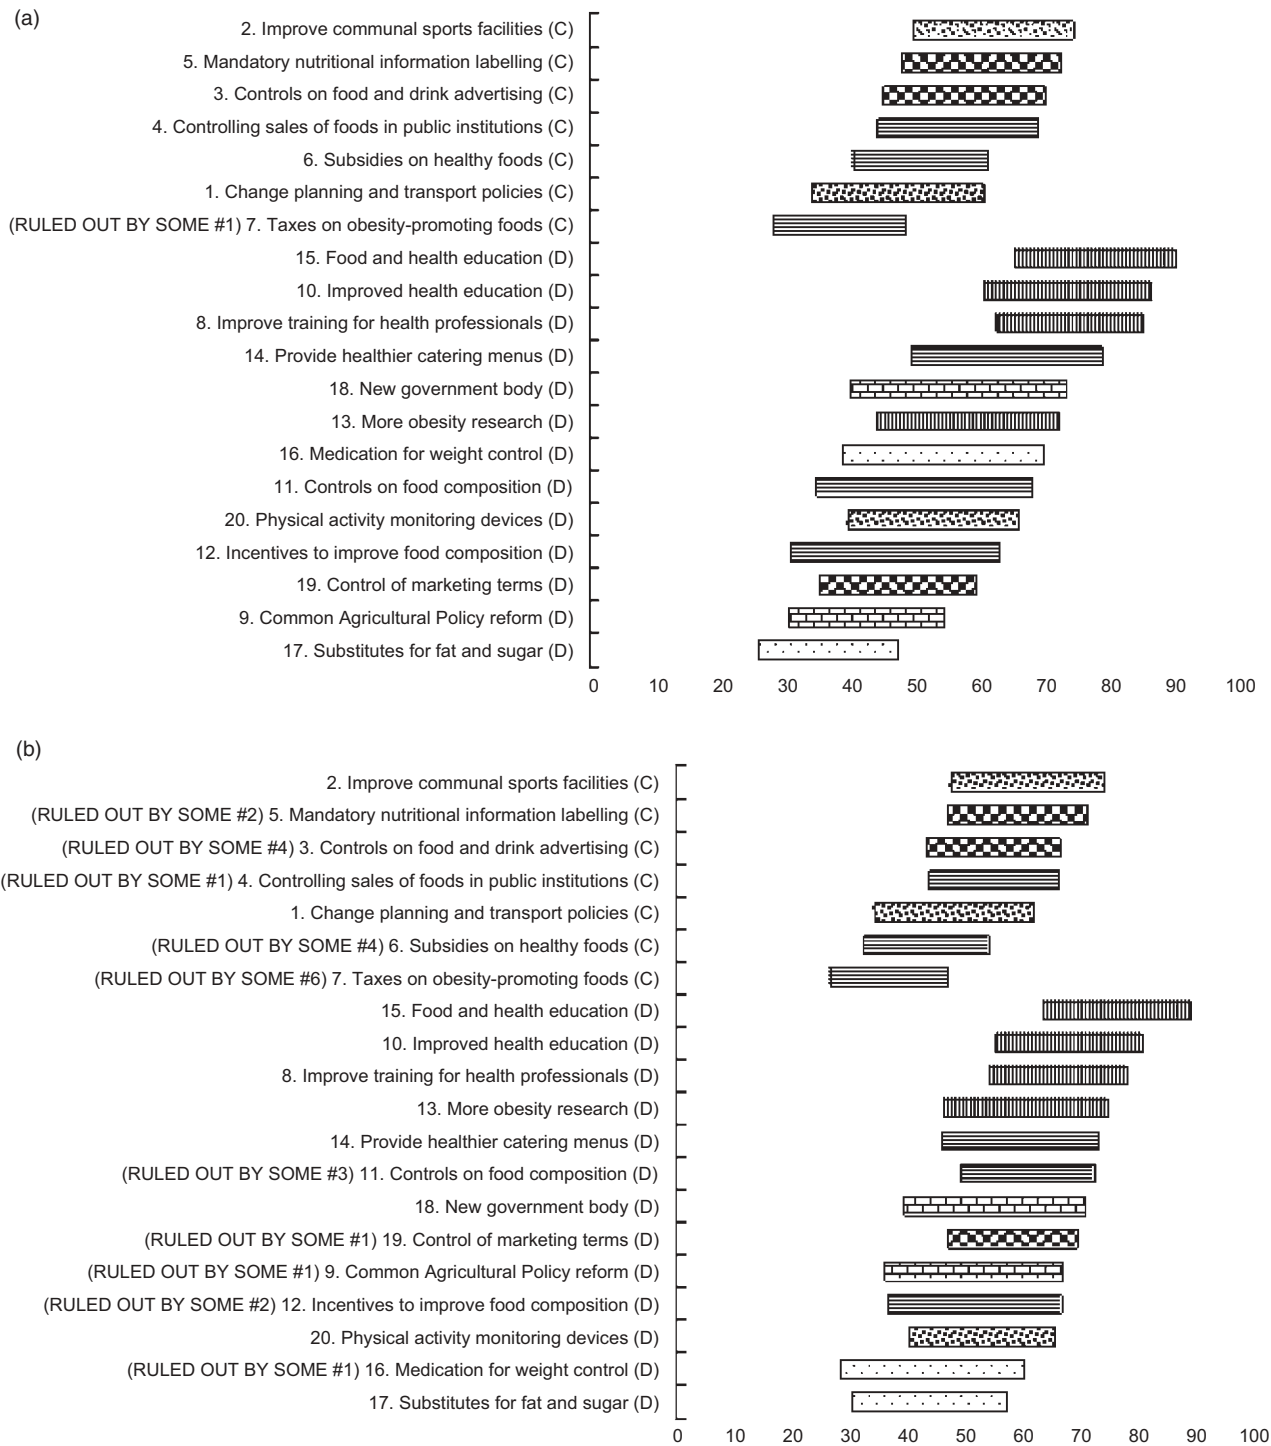 (a)
2. Improve communal sports facilities (C)
5. Mandatory nutritional information labelling (C)
3. Controls on food and drink advertising (C)
4. Controlling sales of foods in public institutions (C)
6. Subsidies on healthy foods (C)
1. Change planning and transport policies (C)
(RULED OUT BY SOME #1) 7. Taxes on obesity-promoting foods (C)
15. Food and health education (D)
10. Improved health education (D)
8. Improve training for health professionals (D)
14. Provide healthier catering menus (D)
18. New government body (D)
13. More obesity research (D)
16. Medication for weight control (D)
11. Controls on food composition (D)
20. Physical activity monitoring devices (D)
12. Incentives to improve food composition (D)
19. Control of marketing terms (D)
9. Common Agricultural Policy reform (D)
17. Substitutes for fat and sugar (D)
0 10 20 30 40 50 60 70 80 90 100
(b)
2. Improve communal sports facilities (C)
(RULED OUT BY SOME #2) 5. Mandatory nutritional information labelling (C)
(RULED OUT BY SOME #4) 3. Controls on food and drink advertising (C)
(RULED OUT BY SOME #1) 4. Controlling sales of foods in public institutions (C)
1. Change planning and transport policies (C)
(RULED OUT BY SOME #4) 6. Subsidies on healthy foods (C)
(RULED OUT BY SOME #6) 7. Taxes on obesity-promoting foods (C)
15. Food and health education (D)
10. Improved health education (D)
8. Improve training for health professionals (D)
13. More obesity research (D)
14. Provide healthier catering menus (D)
(RULED OUT BY SOME #3) 11. Controls on food composition (D)
18. New government body (D)
(RULED OUT BY SOME #1) 19. Control of marketing terms (D)
(RULED OUT BY SOME #1) 9. Common Agricultural Policy reform (D)
(RULED OUT BY SOME #2) 12. Incentives to improve food composition (D)
20. Physical activity monitoring devices (D)
(RULED OUT BY SOME #1) 16. Medication for weight control (D)
17. Substitutes for fat and sugar (D)
0 10 20 30 40 50 60 70 80 90 100